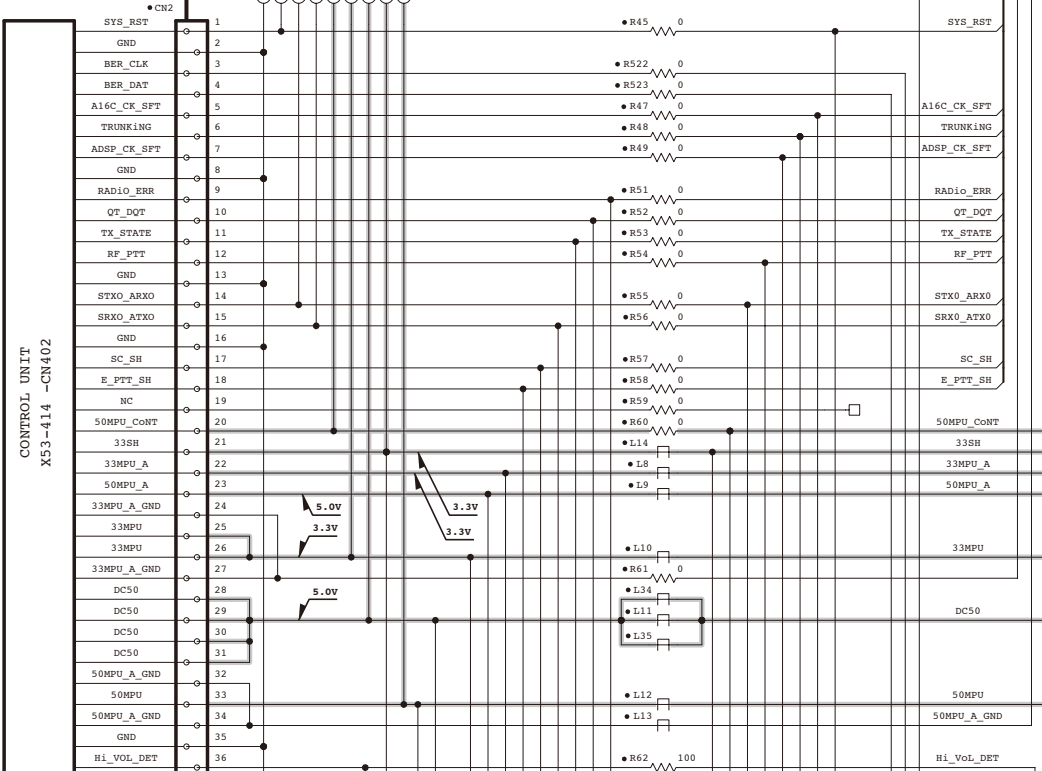 CN2
SYS_RST 1 R45 0 SYS_RST
GND 2
BER_CLK 3 R522 0
BER_DAT 4 R523 0
A16C_CK_SFT 5 R47 0 A16C_CK_SFT
TRUNKiNG 6 R48 0 TRUNKiNG
ADSP_CK_SFT 7 R49 0 ADSP_CK_SFT
GND 8
RADiO_ERR 9 R51 0 RADio_ERR
QT_DQT 10 R52 0 QT_DQT
TX_STATE 11 R53 0 TX_STATE
RF_PTT 12 R54 0 RF_PTT
GND 13
STXO_ARXO 14 R55 0 STX0_ARX0
SRXO_ATXO 15 R56 0 SRX0_ATX0
GND 16
SC_SH 17 R57 0 SC_SH
E_PTT_SH 18 R58 0 E_PTT_SH
NC 19 R59 0
50MPU_CoNT 20 R60 0 50MPU_CoNT
33SH 21 L14 33SH
33MPU_A 22 L8 33MPU_A
50MPU_A 23 L9 50MPU_A
33MPU_A_GND 24 5.0V 3.3V
33MPU 25 3.3V 3.3V
33MPU 26 L10 33MPU
33MPU_A_GND 27 R61 0
DC50 28 5.0V L34
DC50 29 L11 DC50
DC50 30 L35
DC50 31
50MPU_A_GND 32
50MPU 33 L12 50MPU
50MPU_A_GND 34 L13 50MPU_A_GND
GND 35
Hi_VOL_DET 36 R62 100 Hi_VoL_DET
CONTROL UNIT
X53-414 -CN402